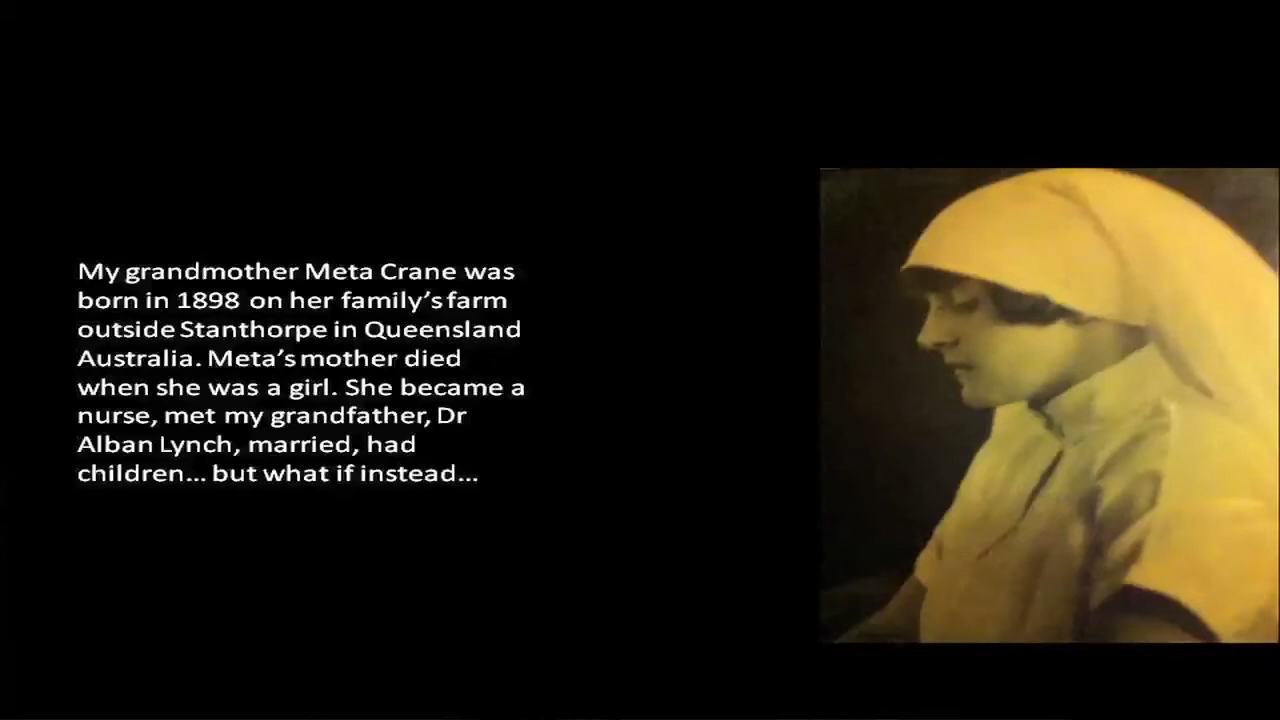 My grandmother Meta Crane was
born in 1898 on her family's farm
outside Stanthorpe in Queensland
Australia. Meta's mother died
when she was a girl. She became a
nurse, met my grandfather, Dr
Alban Lynch, married, had
children... but what if instead...